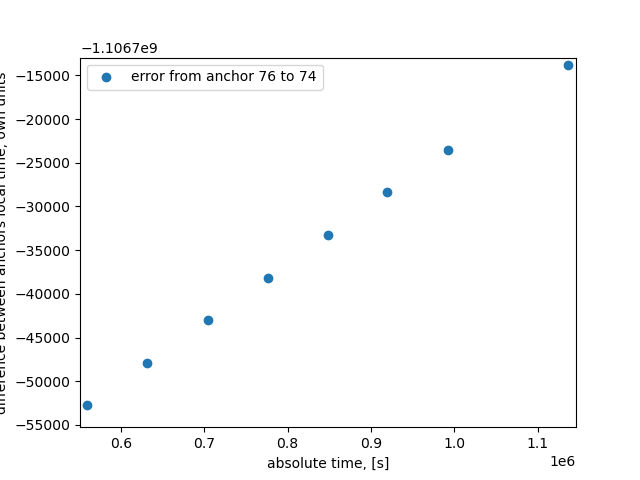 −1.1067e9
error from anchor 76 to 74
−15000
−20000
−25000
−30000
−35000
−40000
−45000
−50000
−55000
difference between anchors local time, own units
0.6 0.7 0.8 0.9 1.0 1.1
1e6
absolute time, [s]